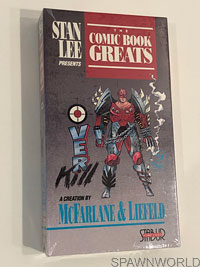 STAN
LEE
PRESENTS
THE
COMIC BOOK
GREATS
OVER
KILL
A CREATION BY
MCFARLANE & LIEFELD
STABUR
SPAWNWORLD